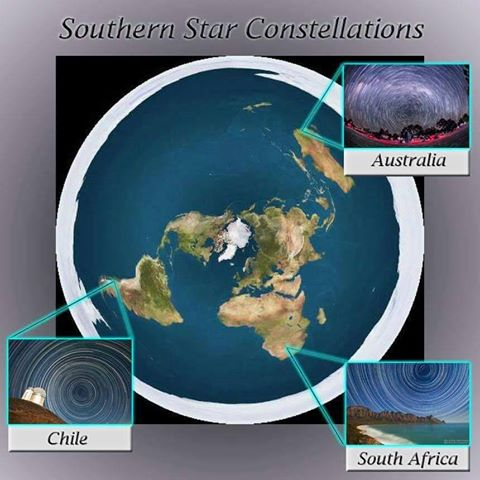 Southern Star Constellations
Australia
Chile
South Africa